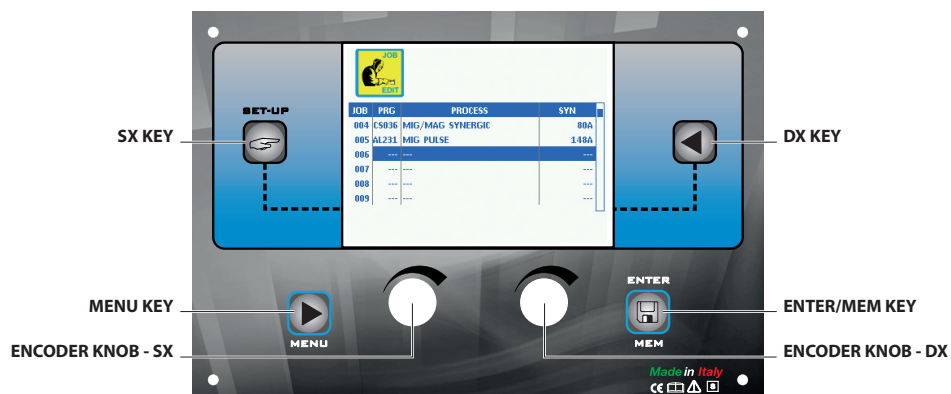 JOB
EDIT
SET-UP
JOB PRG PROCESS SYN
004 CS036 MIG/MAG SYNERGIC 80A
005 AL231 MIG PULSE 148A
006 --- --- ---
007 --- --- ---
008 --- --- ---
009 --- --- ---
SX KEY
DX KEY
ENTER
MENU KEY
ENTER/MEM KEY
MENU
MEM
ENCODER KNOB - SX
ENCODER KNOB - DX
Made in Italy
CE